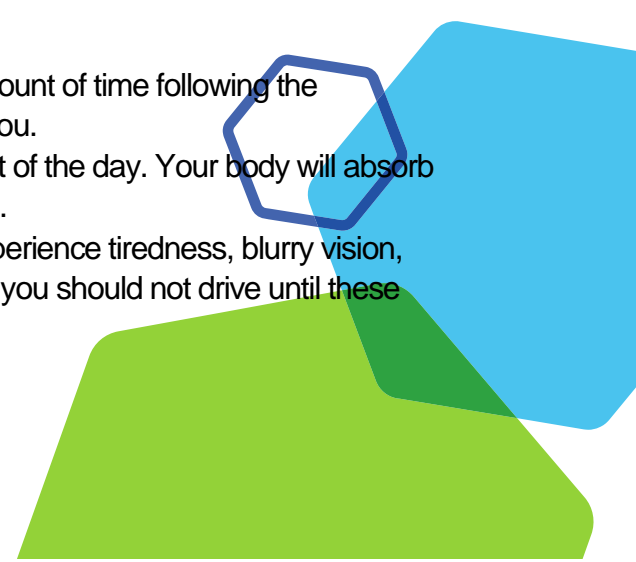 ount of time following the
ou.
t of the day. Your body will absorb
.
perience tiredness, blurry vision,
you should not drive until these